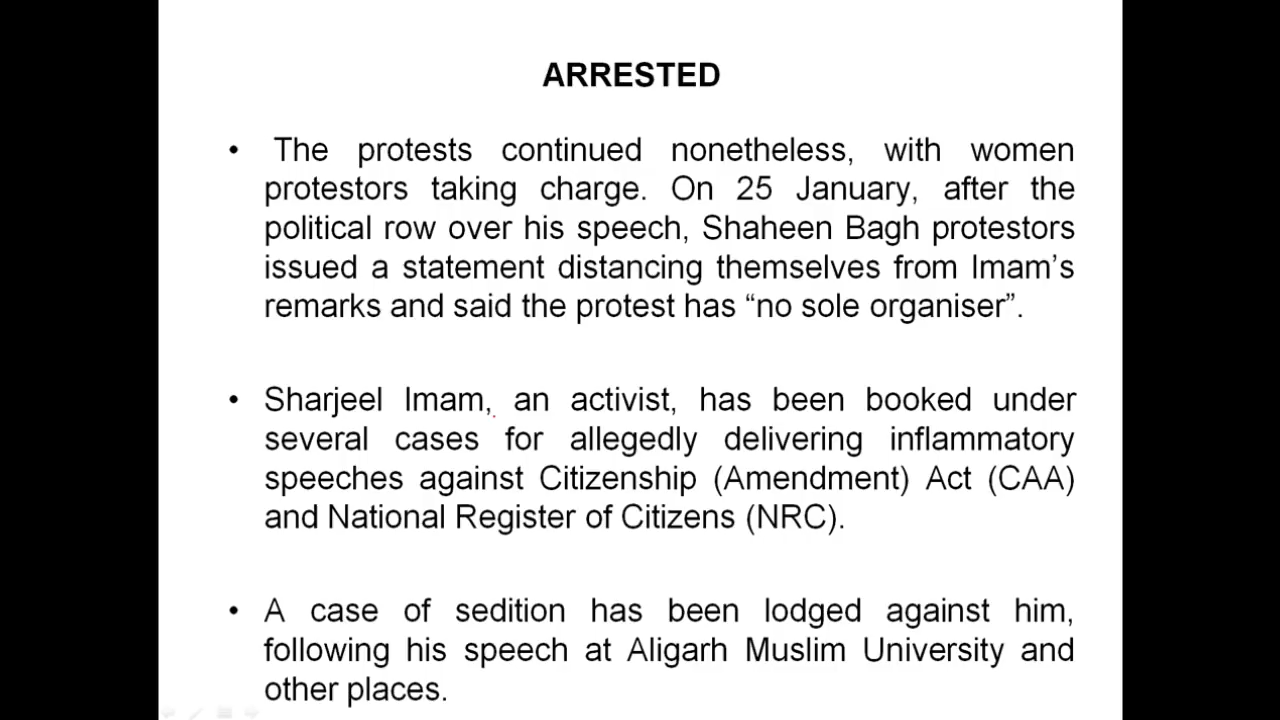 ARRESTED
• The protests continued nonetheless, with women
protestors taking charge. On 25 January, after the
political row over his speech, Shaheen Bagh protestors
issued a statement distancing themselves from Imam’s
remarks and said the protest has “no sole organiser”.
• Sharjeel Imam, an activist, has been booked under
several cases for allegedly delivering inflammatory
speeches against Citizenship (Amendment) Act (CAA)
and National Register of Citizens (NRC).
• A case of sedition has been lodged against him,
following his speech at Aligarh Muslim University and
other places.